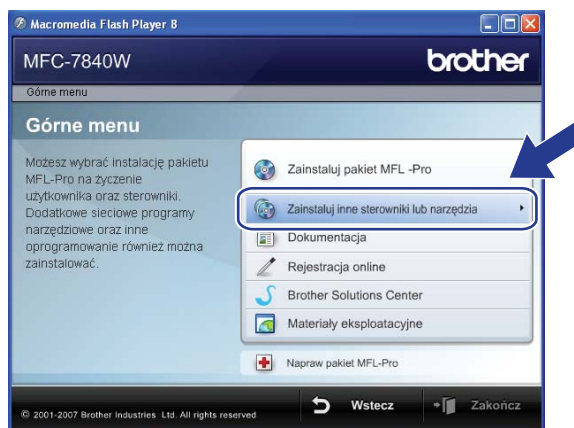 Macromedia Flash Player 8
MFC-7840W
brother
Górne menu
Górne menu
Możesz wybrać instalację pakietu
MFL-Pro na życzenie
użytkownika oraz sterowniki.
Dodatkowe sieciowe programy
narzędziowe oraz inne
oprogramowanie również można
zainstalować.
Zainstaluj pakiet MFL -Pro
Zainstaluj inne sterowniki lub narzędzia
Dokumentacja
Rejestracja online
Brother Solutions Center
Materiały eksploatacyjne
Napraw pakiet MFL-Pro
© 2001-2007 Brother Industries Ltd. All rights reserved
Wstecz
Zakończ